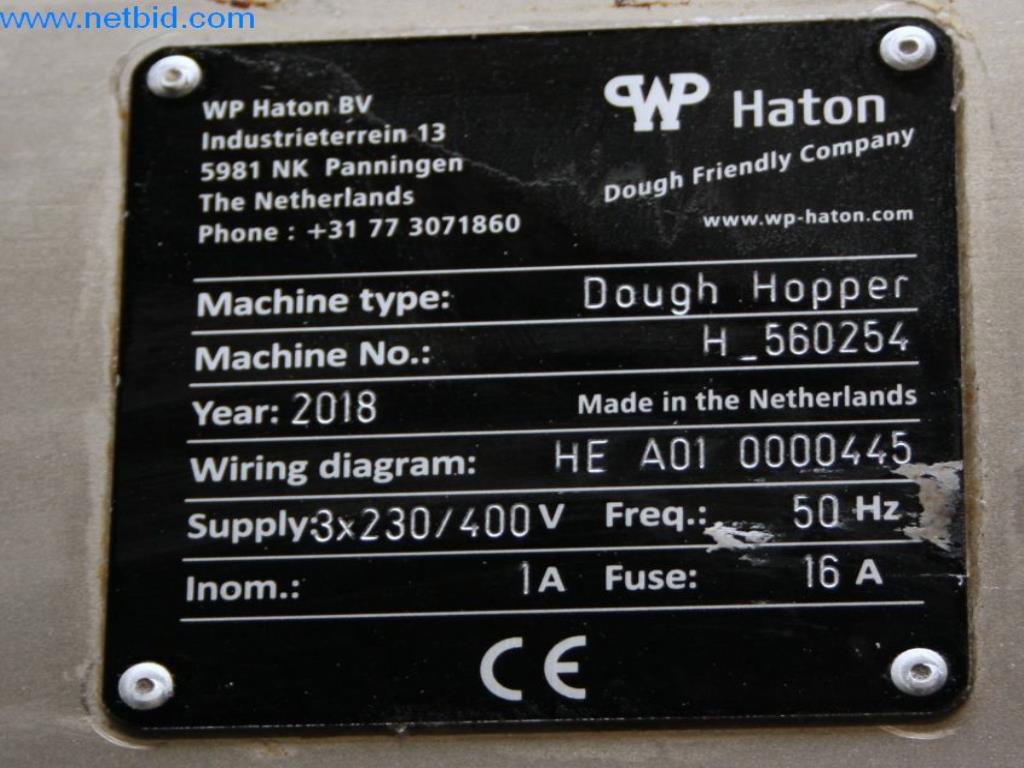 www.netbid.com
WP Haton BV
Industrieterrein 13
5981 NK Panningen
The Netherlands
Phone : +31 77 3071860
WP Haton
Dough Friendly Company
www.wp-haton.com
Machine type: Dough Hopper
Machine No.: H_560254
Year: 2018 Made in the Netherlands
Wiring diagram: HE A01 0000445
Supply: 3x230/400 V Freq.: 50 Hz
Inom.: 1 A Fuse: 16 A
CE